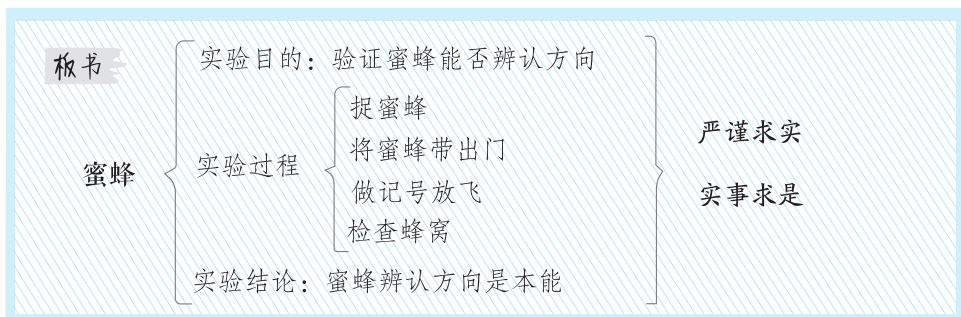 板书
实验目的：验证蜜蜂能否辨认方向
蜜蜂
实验过程
捉蜜蜂
将蜜蜂带出门
做记号放飞
检查蜂窝
实验结论：蜜蜂辨认方向是本能
严谨求实
实事求是